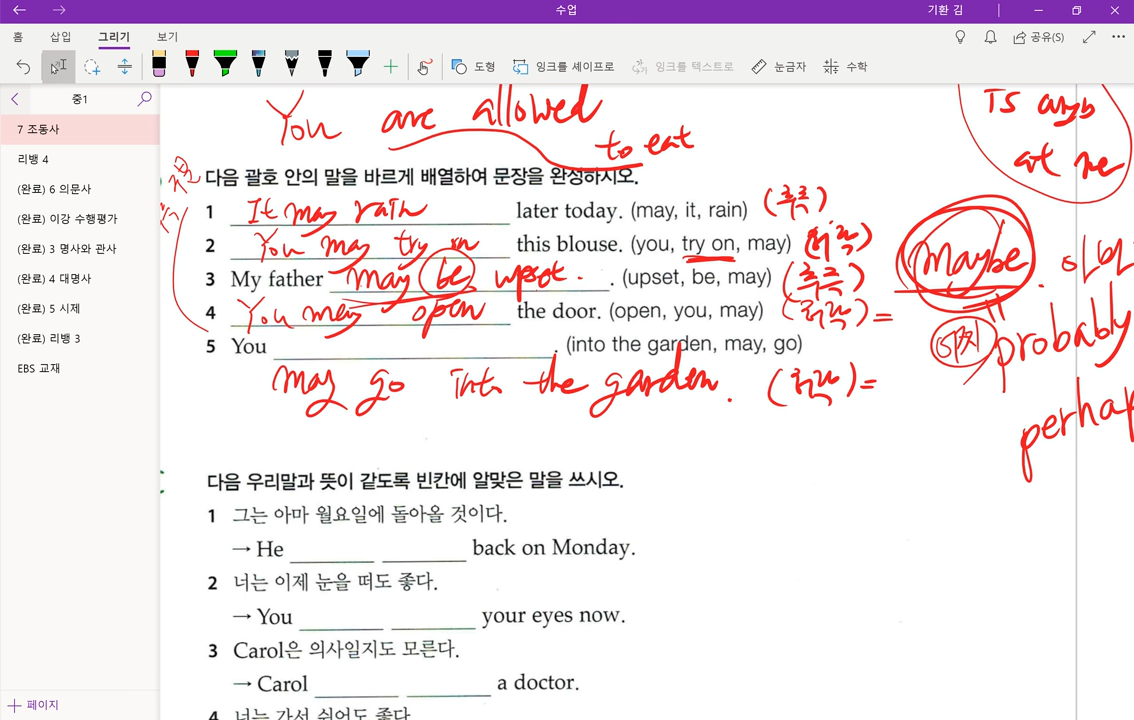 수업
기환 김
홈 삽입 그리기 보기
공유(S)
도형 잉크를 셰이프로 잉크를 텍스트로 눈금자 수학
중1
7 조동사
리뱅 4
(완료) 6 의문사
(완료) 이강 수행평가
(완료) 3 명사와 관사
(완료) 4 대명사
(완료) 5 시제
(완료) 리뱅 3
EBS 교재
페이지
You are allowed
to eat
at me
다음 괄호 안의 말을 바르게 배열하여 문장을 완성하시오.
1 It may rain later today. (may, it, rain) (추측)
2 You may try on this blouse. (you, try on, may) (허락)
3 My father may be upset. (upset, be, may) (추측)
4 You may open the door. (open, you, may) (허락) =
5 You . (into the garden, may, go)
may go into the garden. (허락) =
maybe.
probably
perhap
다음 우리말과 뜻이 같도록 빈칸에 알맞은 말을 쓰시오.
1 그는 아마 월요일에 돌아올 것이다.
→ He back on Monday.
2 너는 이제 눈을 떠도 좋다.
→ You your eyes now.
3 Carol은 의사일지도 모른다.
→ Carol a doctor.
4 너는 가서 쉬어도 좋다